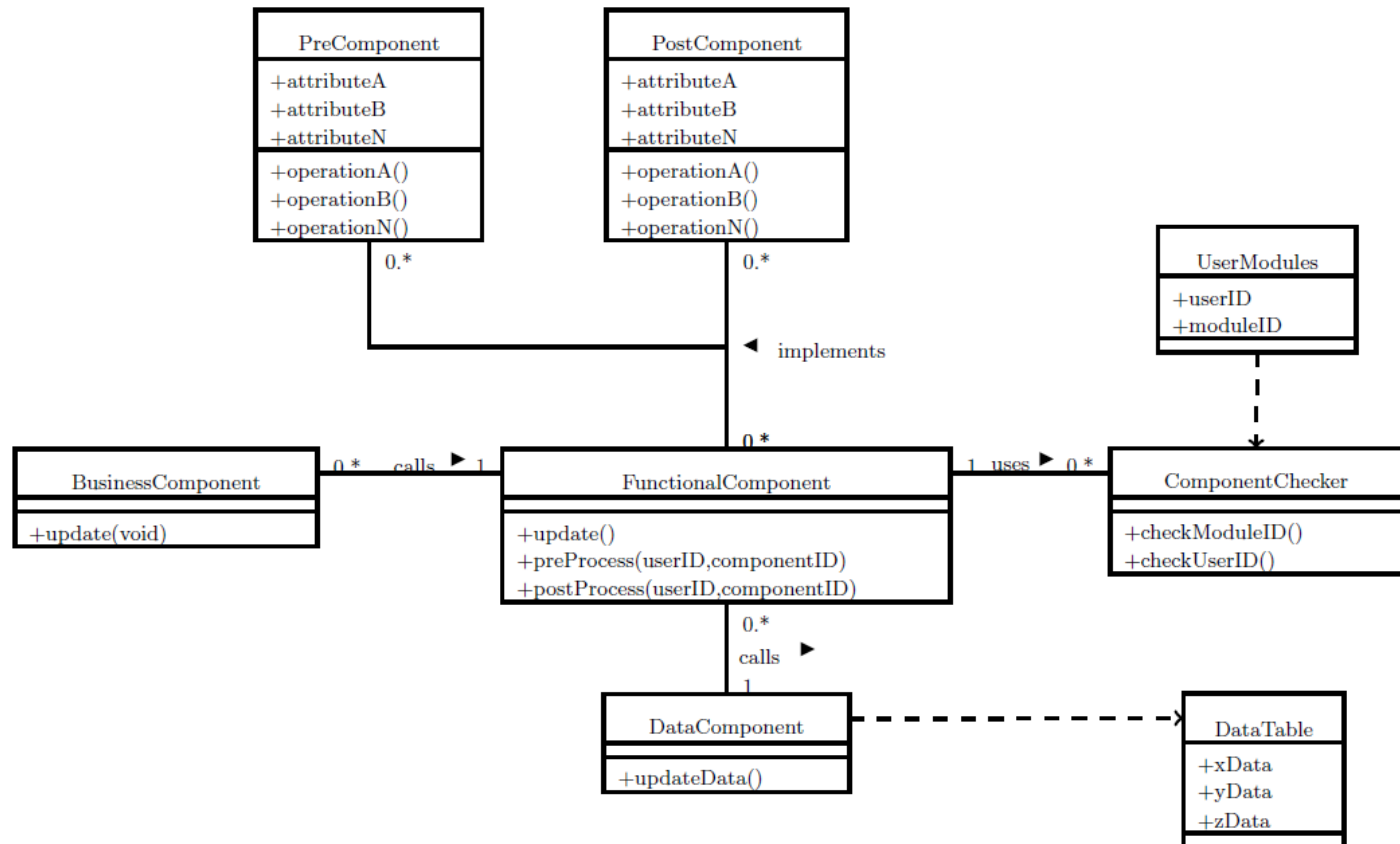 PreComponent
+attributeA
+attributeB
+attributeN
+operationA()
+operationB()
+operationN()
0.*
PostComponent
+attributeA
+attributeB
+attributeN
+operationA()
+operationB()
+operationN()
0.*
implements
UserModules
+userID
+moduleID
0 *
BusinessComponent
+update(void)
0.* calls 1
FunctionalComponent
+update()
+preProcess(userID,componentID)
+postProcess(userID,componentID)
1 uses 0 *
ComponentChecker
+checkModuleID()
+checkUserID()
0.*
calls
1
DataComponent
+updateData()
DataTable
+xData
+yData
+zData